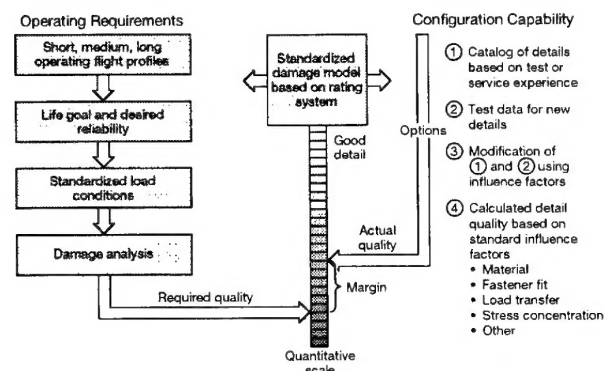 Operating Requirements
Short, medium, long
operating flight profiles
Life goal and desired
reliability
Standardized load
conditions
Damage analysis
Required quality
Standardized
damage model
based on rating
system
Good
detail
Actual
quality
Margin
Quantitative
scale
Configuration Capability
Options
1 Catalog of details
based on test or
service experience
2 Test data for new
details
3 Modification of
1 and 2 using
influence factors
4 Calculated detail
quality based on
standard influence
factors
• Material
• Fastener fit
• Load transfer
• Stress concentration
• Other